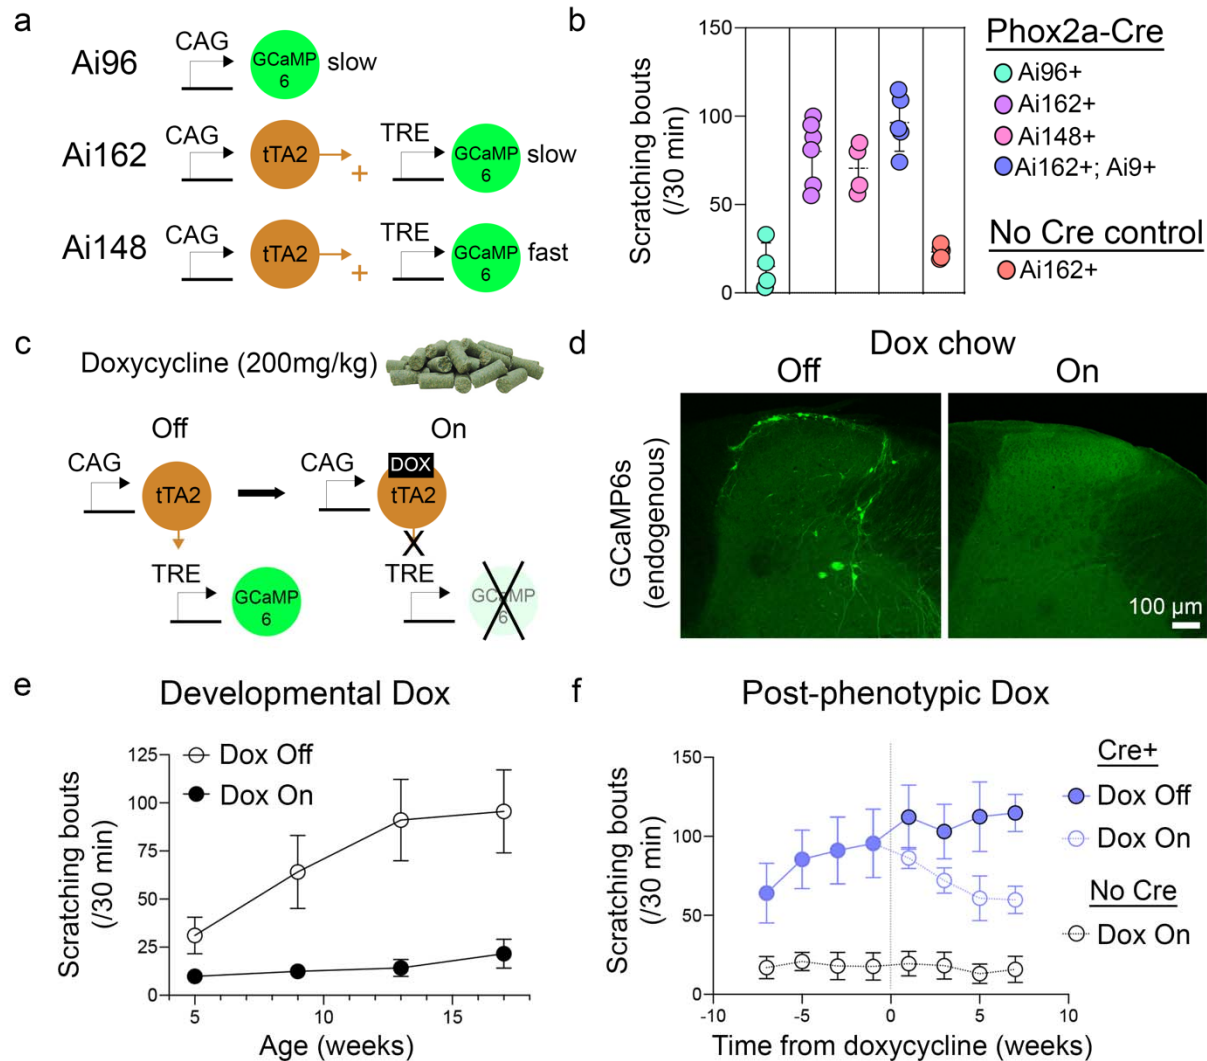 a
Ai96
CAG
GCaMP
6
slow
Ai162
CAG
tTA2
+
TRE
GCaMP
6
slow
Ai148
CAG
tTA2
+
TRE
GCaMP
6
fast
b
Scratching bouts
(/30 min)
150
100
50
0
Phox2a-Cre
Ai96+
Ai162+
Ai148+
Ai162+; Ai9+
No Cre control
Ai162+
c
Doxycycline (200mg/kg)
Off
On
CAG
tTA2
TRE
GCaMP
6
CAG
DOX
tTA2
X
TRE
GCaMP
6
d
Dox chow
Off
On
GCaMP6s
(endogenous)
100 µm
e
Developmental Dox
Scratching bouts
(/30 min)
125
100
75
50
25
0
Dox Off
Dox On
5
10
15
Age (weeks)
f
Post-phenotypic Dox
Scratching bouts
(/30 min)
150
100
50
0
-10
-5
0
5
10
Time from doxycycline (weeks)
Cre+
Dox Off
Dox On
No Cre
Dox On